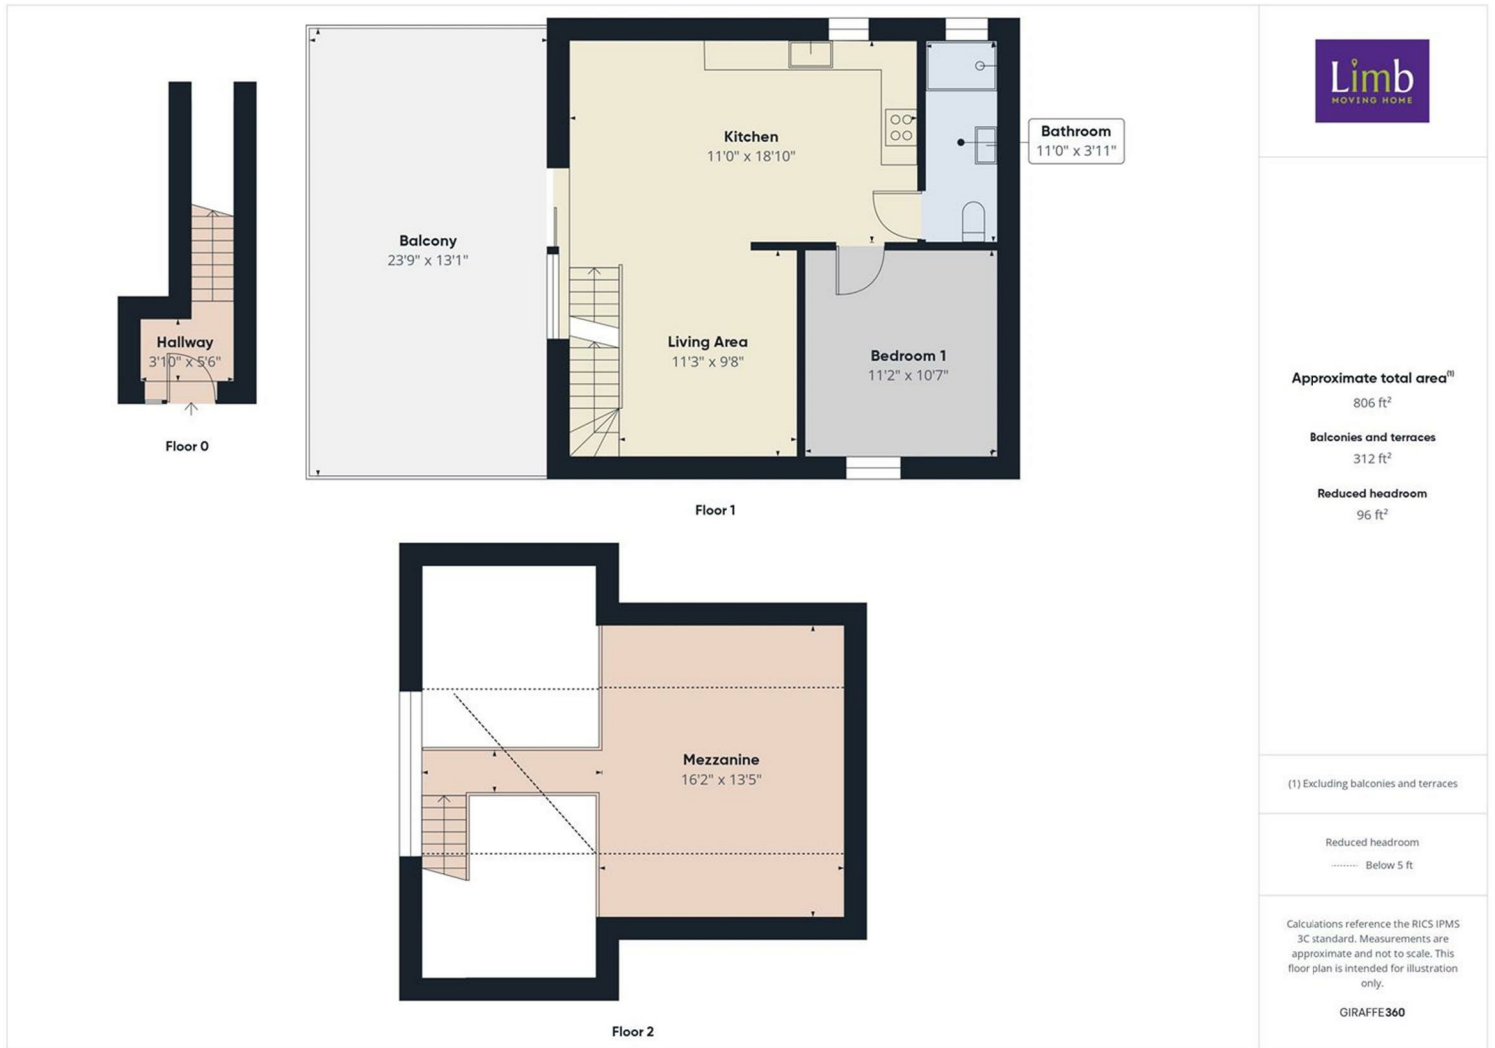 Hallway
3'10" x 5'6"
Floor 0
Balcony
23'9" x 13'1"
Kitchen
11'0" x 18'10"
Bathroom
11'0" x 3'11"
Living Area
11'3" x 9'8"
Bedroom 1
11'2" x 10'7"
Floor 1
Mezzanine
16'2" x 13'5"
Floor 2
Limb
MOVING HOME
Approximate total area(1)
806 ft²
Balconies and terraces
312 ft²
Reduced headroom
96 ft²
(1) Excluding balconies and terraces
Reduced headroom
Below 5 ft
Calculations reference the RICS IPMS
3C standard. Measurements are
approximate and not to scale. This
floor plan is intended for illustration
only.
GIRAFFE360